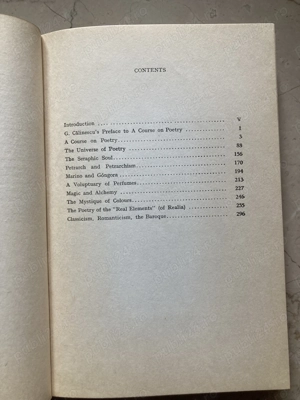 CONTENTS
Introduction . . . . V
G. Călinescu's Preface to A Course on Poetry . . . . 1
A Course on Poetry . . . . 3
The Universe of Poetry . . . . 88
The Seraphic Soul . . . . 156
Petrarch and Petrarchism . . . . 170
Marino and Góngora . . . . 194
A Voluptuary of Perfumes . . . . 213
Magic and Alchemy . . . . 227
The Mystique of Colours . . . . 246
The Poetry of the "Real Elements" (of Realia) . . . . 255
Classicism, Romanticism, the Baroque . . . . 296